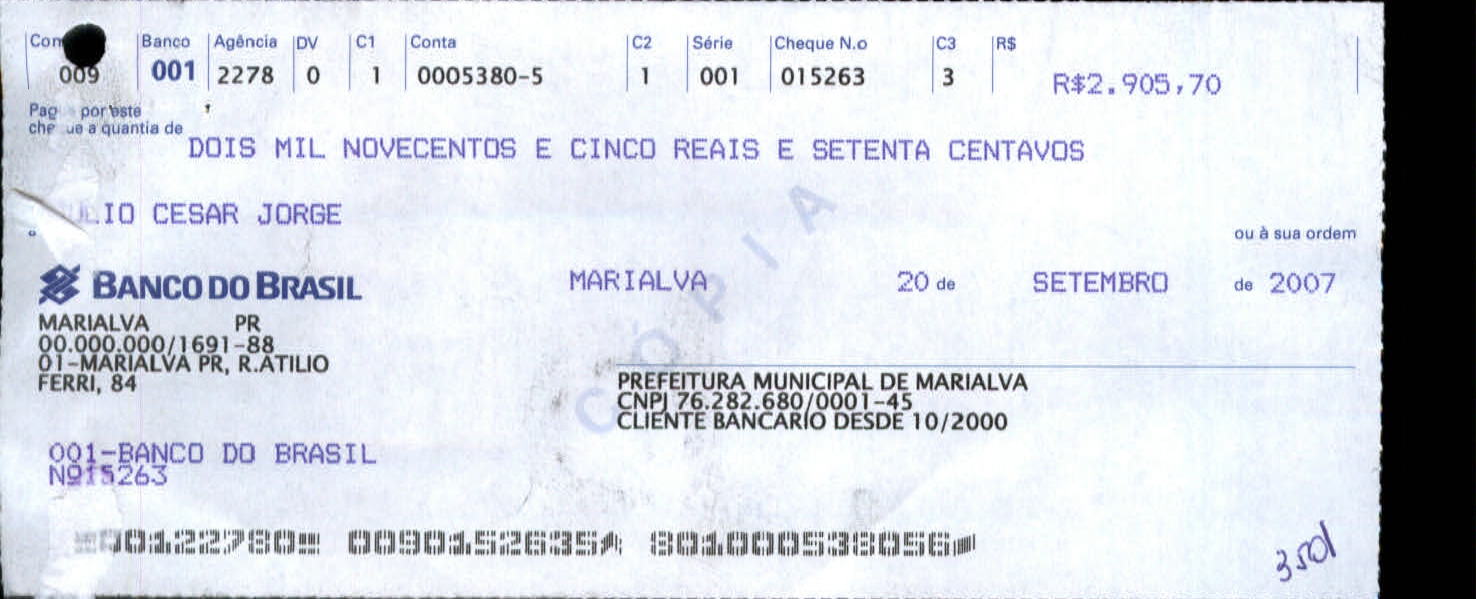 Banco Agência DV C1 Conta C2 Série Cheque N.o C3 R$
009 001 2278 0 1 0005380-5 1 001 015263 3 R$2.905,70
por este
a quantia de
DOIS MIL NOVECENTOS E CINCO REAIS E SETENTA CENTAVOS
CESAR JORGE
ou à sua ordem
BANCO DO BRASIL MARIALVA 20 de SETEMBRO de 2007
MARIALVA PR
00.000.000/1691-88
01-MARIALVA PR, R.ATILIO
FERRI, 84
CÓPIA
PREFEITURA MUNICIPAL DE MARIALVA
CNPJ 76.282.680/0001-45
CLIENTE BANCARIO DESDE 10/2000
001-BANCO DO BRASIL
Nº15263
00122780 0090152635 801000538056
3501